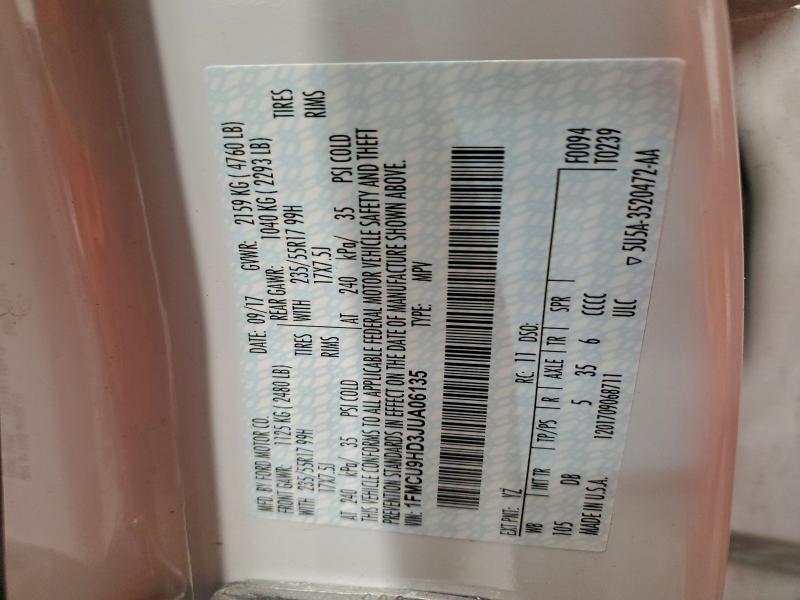 MFD. BY FORD MOTOR CO. DATE: 09/17 GVWR: 2159 KG ( 4760 LB)
FRONT GAWR: 1125 KG ( 2480 LB) REAR GAWR: 1040 KG ( 2293 LB)
WITH 235/55R17 99H TIRES WITH 235/55R17 99H TIRES
17X7.5J RIMS 17X7.5J RIMS
AT 240 kPa/ 35 PSI COLD AT 240 kPa/ 35 PSI COLD
THIS VEHICLE CONFORMS TO ALL APPLICABLE FEDERAL MOTOR VEHICLE SAFETY AND THEFT
PREVENTION STANDARDS IN EFFECT ON THE DATE OF MANUFACTURE SHOWN ABOVE.
VIN: 1FMCU9HD3JUA06135 TYPE: MPV
EXT PNT: YZ RC: 11 DSO: F0094
WB INT TR TP/PS R AXLE TR SPR T0239
105 DB 5 35 6 CCCC
MADE IN U.S.A. 1201709068711 ULC 5U5A-3520472-AA